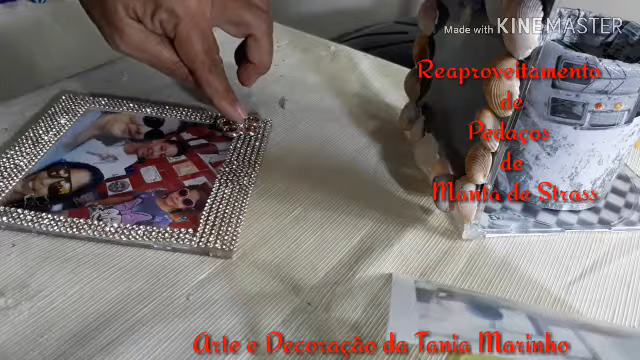 Made with KINEMASTER
Reaproveitamento
de
Pedaços
de
Manta de Strass
Arte e Decoração da Tania Marinho